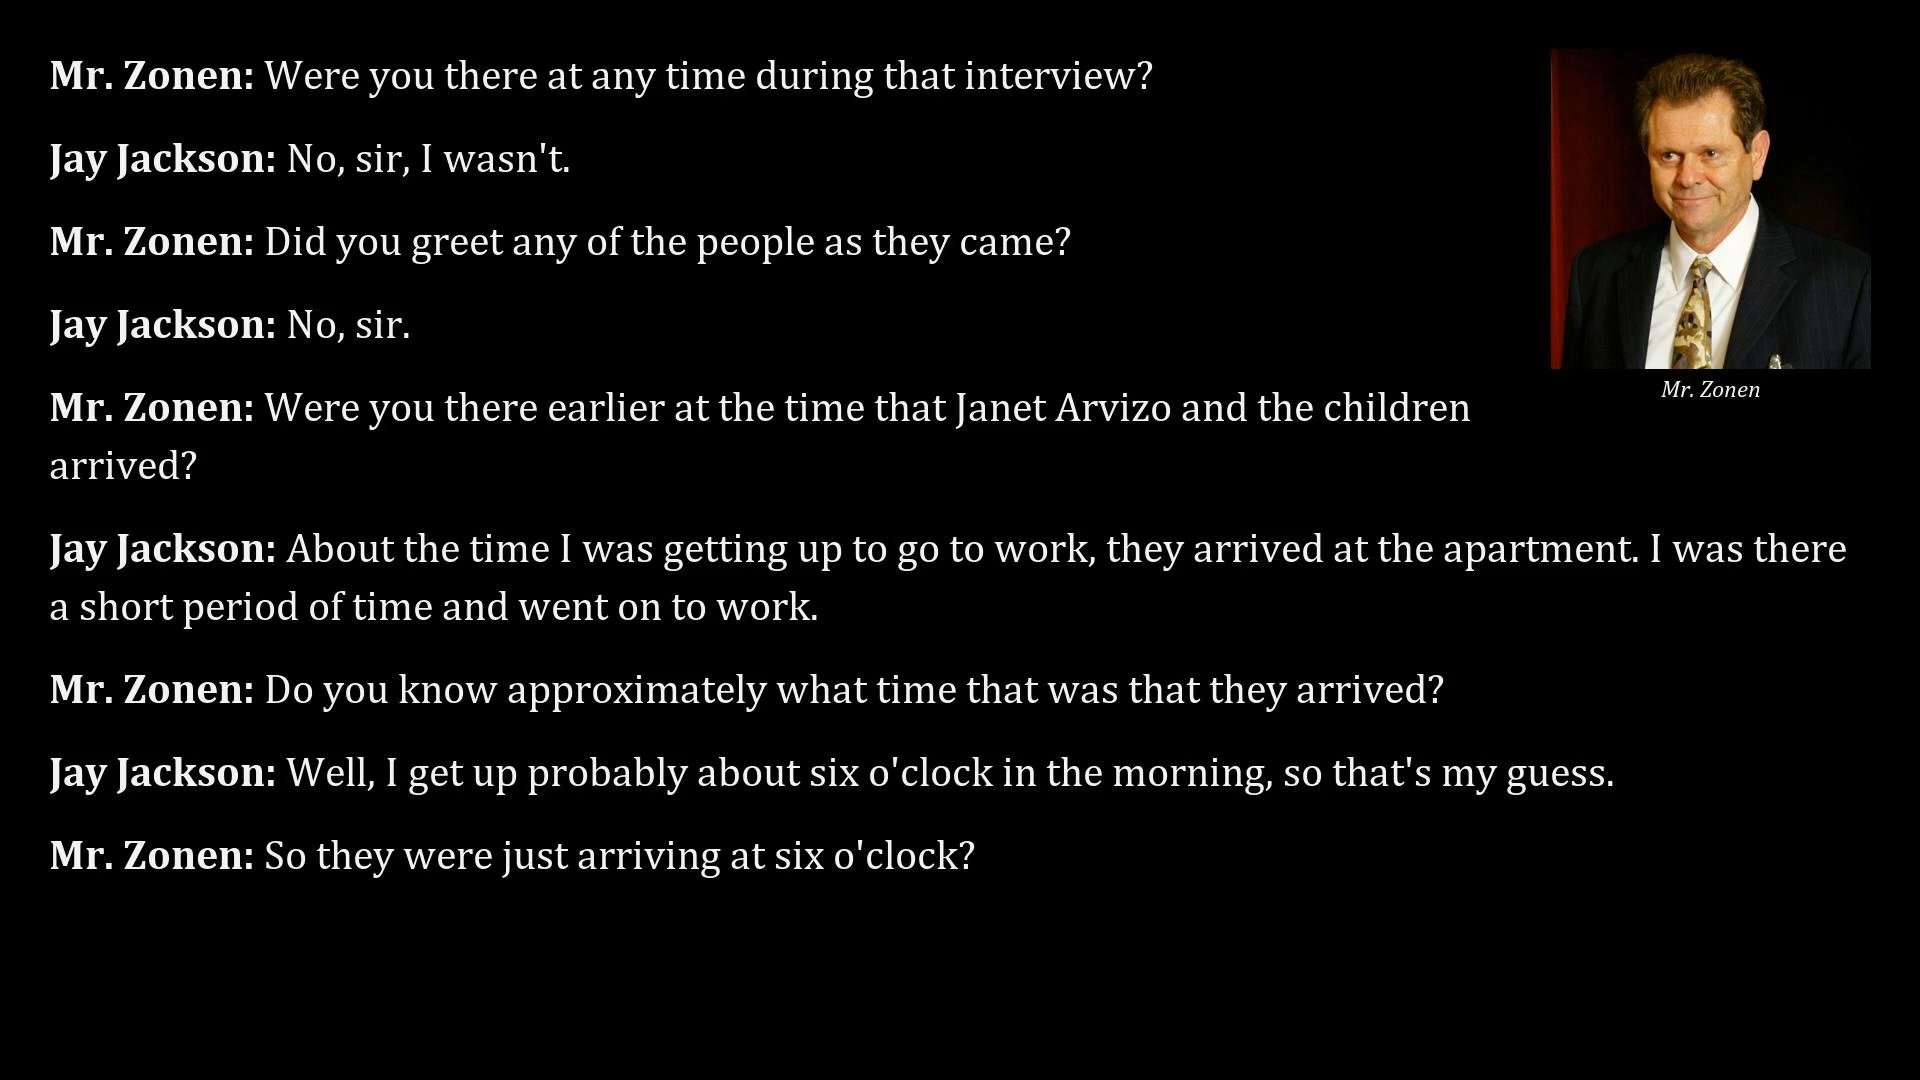 Mr. Zonen: Were you there at any time during that interview?
Jay Jackson: No, sir, I wasn't.
Mr. Zonen: Did you greet any of the people as they came?
Jay Jackson: No, sir.
Mr. Zonen
Mr. Zonen: Were you there earlier at the time that Janet Arvizo and the children
arrived?
Jay Jackson: About the time I was getting up to go to work, they arrived at the apartment. I was there
a short period of time and went on to work.
Mr. Zonen: Do you know approximately what time that was that they arrived?
Jay Jackson: Well, I get up probably about six o'clock in the morning, so that's my guess.
Mr. Zonen: So they were just arriving at six o'clock?